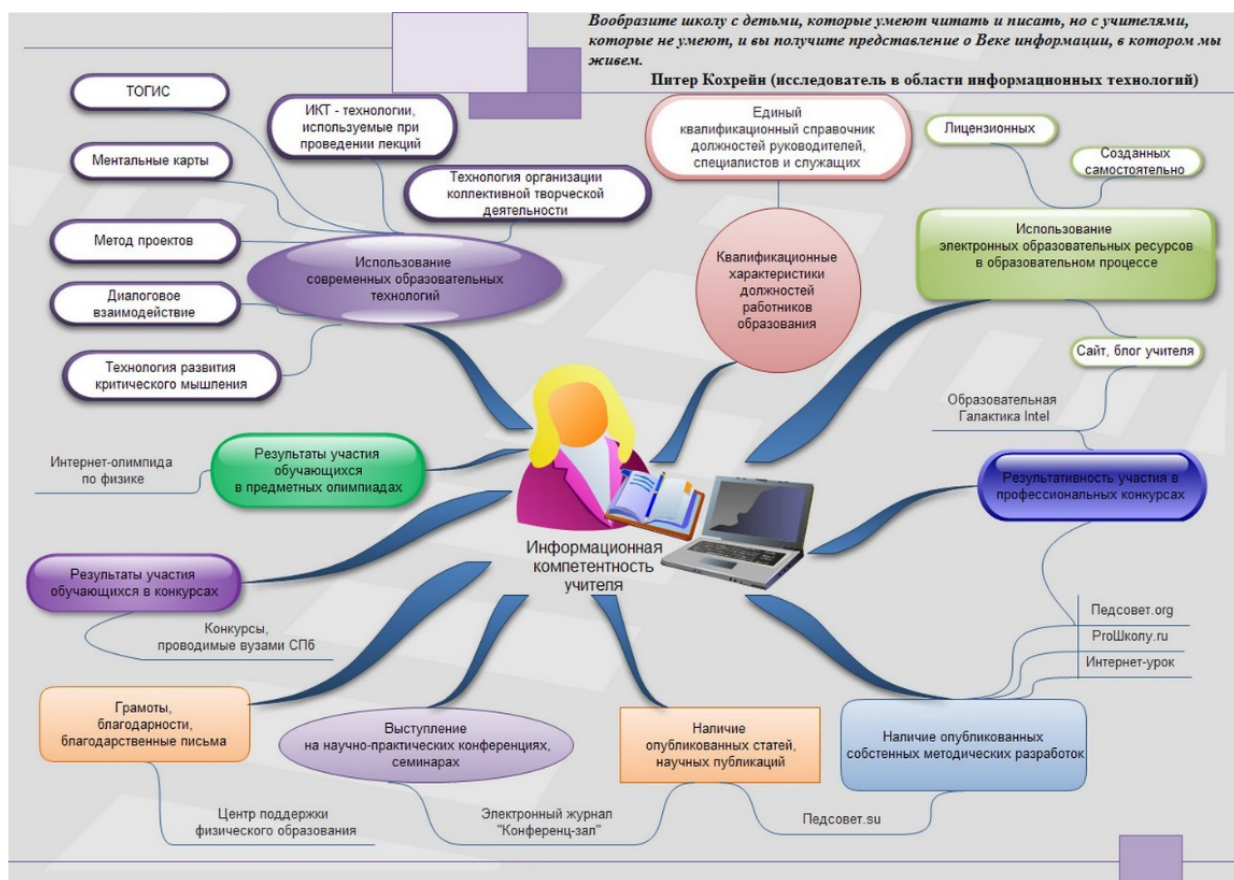 Вообразите школу с детьми, которые умеют читать и писать, но с учителями,
которые не умеют, и вы получите представление о Веке информации, в котором мы
живем.
Питер Кохрейн (исследователь в области информационных технологий)
ТОГИС
ИКТ - технологии,
используемые при
проведении лекций
Ментальные карты
Технология организации
коллективной творческой
деятельности
Метод проектов
Использование
современных образовательных
технологий
Диалоговое
взаимодействие
Технология развития
критического мышления
Единый
квалификационный справочник
должностей руководителей,
специалистов и служащих
Квалификационные
характеристики
должностей
работников
образования
Лицензионных
Созданных
самостоятельно
Использование
электронных образовательных ресурсов
в образовательном процессе
Сайт, блог учителя
Образовательная
Галактика Intel
Результативность участия в
профессиональных конкурсах
Результаты участия
обучающихся
в предметных олимпиадах
Интернет-олимпида
по физике
Информационная
компетентность
учителя
Результаты участия
обучающихся в конкурсах
Конкурсы,
проводимые вузами СПб
Педсовет.org
ProШколу.ru
Интернет-урок
Грамоты,
благодарности,
благодарственные письма
Выступление
на научно-практических конференциях,
семинарах
Наличие
опубликованных статей,
научных публикаций
Наличие опубликованных
собстенных методических разработок
Центр поддержки
физического образования
Электронный журнал
"Конференц-зал"
Педсовет.su